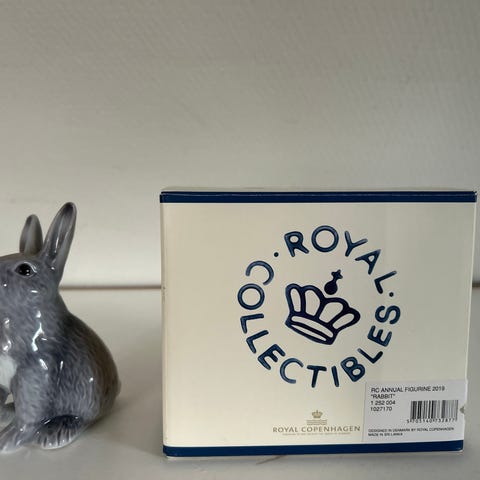 ROYAL
COLLECTIBLES
RC ANNUAL FIGURINE 2019
"RABBIT"
1 252 004
1027170
DESIGNED IN DENMARK BY ROYAL COPENHAGEN
MADE IN SRI LANKA
ROYAL COPENHAGEN